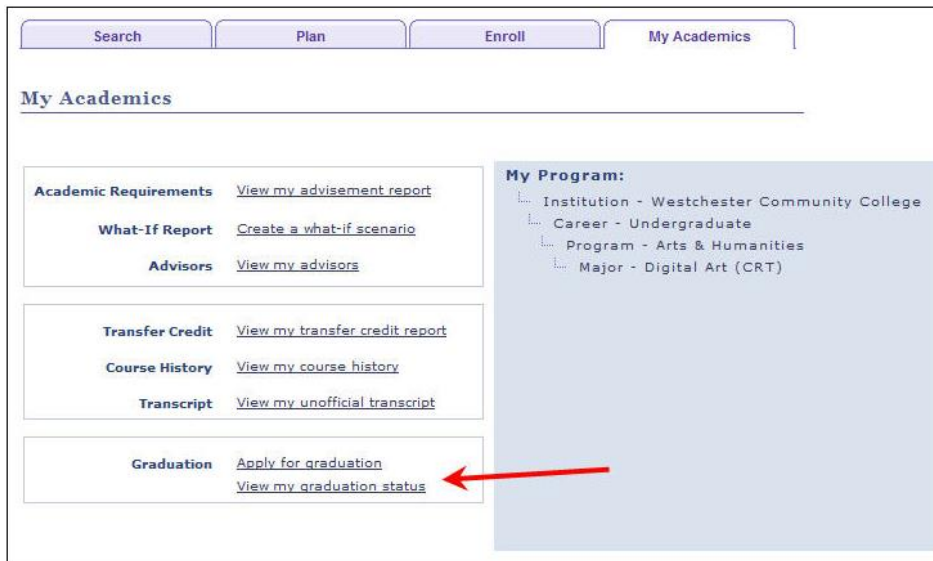 Search Plan Enroll My Academics
My Academics
Academic Requirements View my advisement report
What-If Report Create a what-if scenario
Advisors View my advisors
Transfer Credit View my transfer credit report
Course History View my course history
Transcript View my unofficial transcript
Graduation Apply for graduation
View my graduation status
My Program:
Institution - Westchester Community College
Career - Undergraduate
Program - Arts & Humanities
Major - Digital Art (CRT)